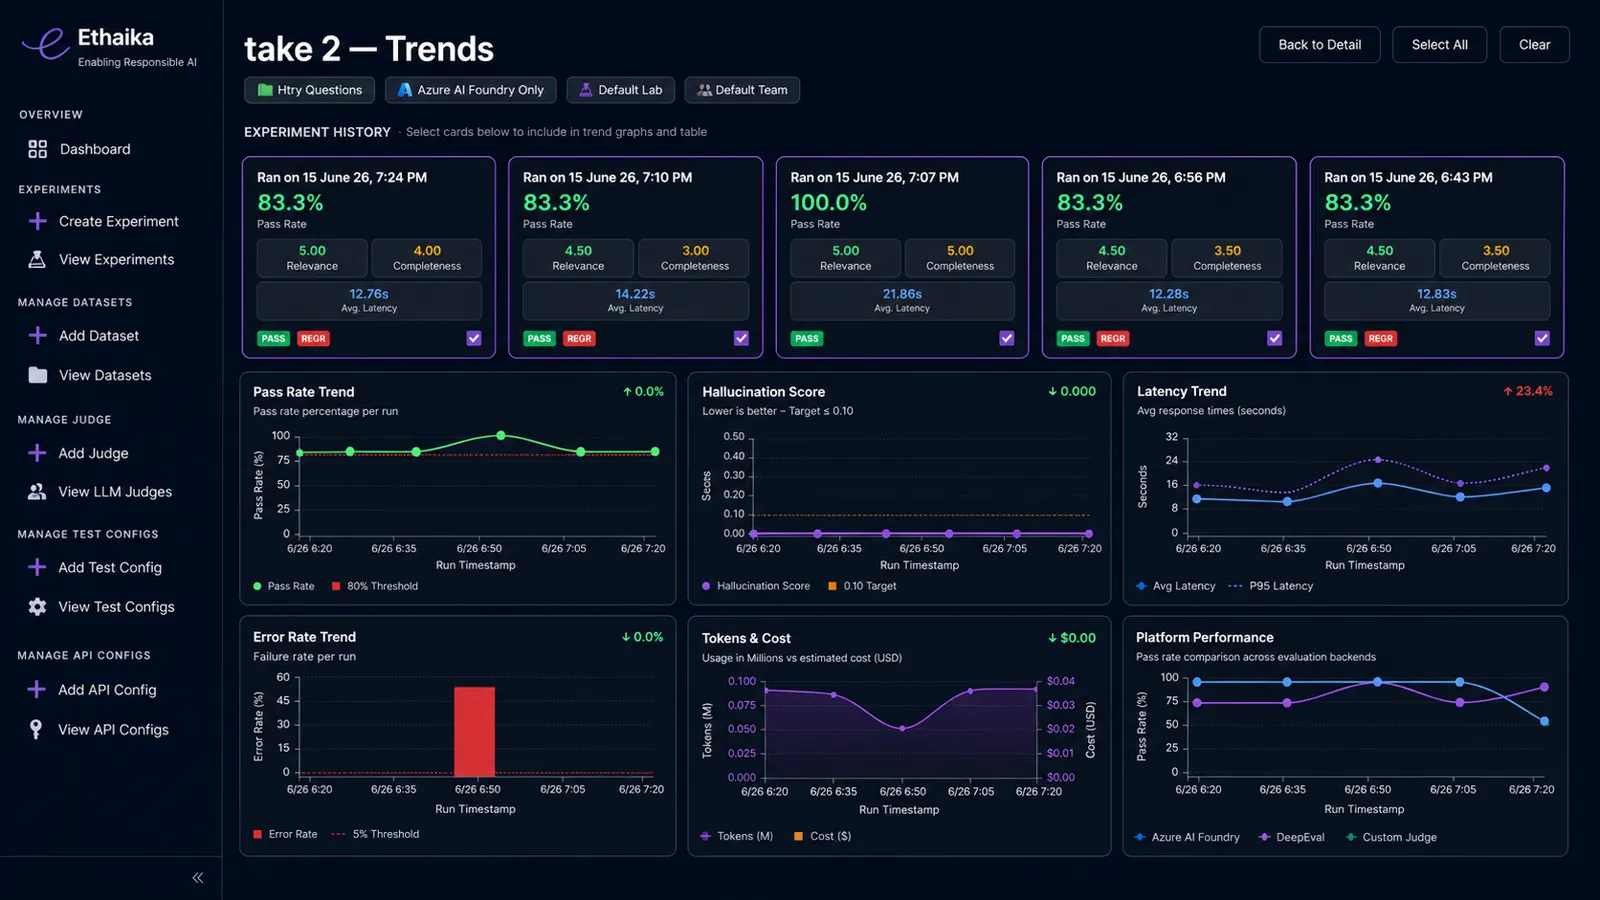 Ethaika
Enabling Responsible AI
OVERVIEW
Dashboard
EXPERIMENTS
Create Experiment
View Experiments
MANAGE DATASETS
Add Dataset
View Datasets
MANAGE JUDGE
Add Judge
View LLM Judges
MANAGE TEST CONFIGS
Add Test Config
View Test Configs
MANAGE API CONFIGS
Add API Config
View API Configs
take 2 — Trends
Back to Detail
Select All
Clear
Htry Questions
Azure AI Foundry Only
Default Lab
Default Team
EXPERIMENT HISTORY - Select cards below to include in trend graphs and table
Ran on 15 June 26, 7:24 PM
83.3%
Pass Rate
5.00
Relevance
4.00
Completeness
12.76s
Avg. Latency
PASS REGR
Ran on 15 June 26, 7:10 PM
83.3%
Pass Rate
4.50
Relevance
3.00
Completeness
14.22s
Avg. Latency
PASS REGR
Ran on 15 June 26, 7:07 PM
100.0%
Pass Rate
5.00
Relevance
5.00
Completeness
21.86s
Avg. Latency
PASS
Ran on 15 June 26, 6:56 PM
83.3%
Pass Rate
4.50
Relevance
3.50
Completeness
12.28s
Avg. Latency
PASS REGR
Ran on 15 June 26, 6:43 PM
83.3%
Pass Rate
4.50
Relevance
3.50
Completeness
12.83s
Avg. Latency
PASS REGR
Pass Rate Trend
↑ 0.0%
Pass rate percentage per run
Pass Rate (%)
100
75
50
25
0
6/26 6:20 6/26 6:35 6/26 6:50 6/26 7:05 6/26 7:20
Run Timestamp
Pass Rate 80% Threshold
Hallucination Score
↓ 0.000
Lower is better – Target ≤ 0.10
0.50
0.40
0.30
0.20
0.10
0.00
6/26 6:20 6/26 6:35 6/26 6:50 6/26 7:05 6/26 7:20
Run Timestamp
Hallucination Score 0.10 Target
Latency Trend
↑ 23.4%
Avg response times (seconds)
Seconds
32
24
16
8
0
6/26 6:20 6/26 6:35 6/26 6:50 6/26 7:05 6/26 7:20
Run Timestamp
Avg Latency P95 Latency
Error Rate Trend
↓ 0.0%
Failure rate per run
Error Rate (%)
60
45
30
15
0
6/26 6:20 6/26 6:35 6/26 6:50 6/26 7:05 6/26 7:20
Run Timestamp
Error Rate 5% Threshold
Tokens & Cost
↓ $0.00
Usage in Millions vs estimated cost (USD)
Tokens (M)
0.100
0.075
0.050
0.025
0.000
$0.04
$0.03
$0.02
$0.01
$0.00
Cost (USD)
6/26 6:20 6/26 6:35 6/26 6:50 6/26 7:05 6/26 7:20
Run Timestamp
Tokens (M) Cost ($)
Platform Performance
Pass rate comparison across evaluation backends
Pass Rate (%)
100
75
50
25
0
6/26 6:20 6/26 6:35 6/26 6:50 6/26 7:05 6/26 7:20
Run Timestamp
Azure AI Foundry DeepEval Custom Judge